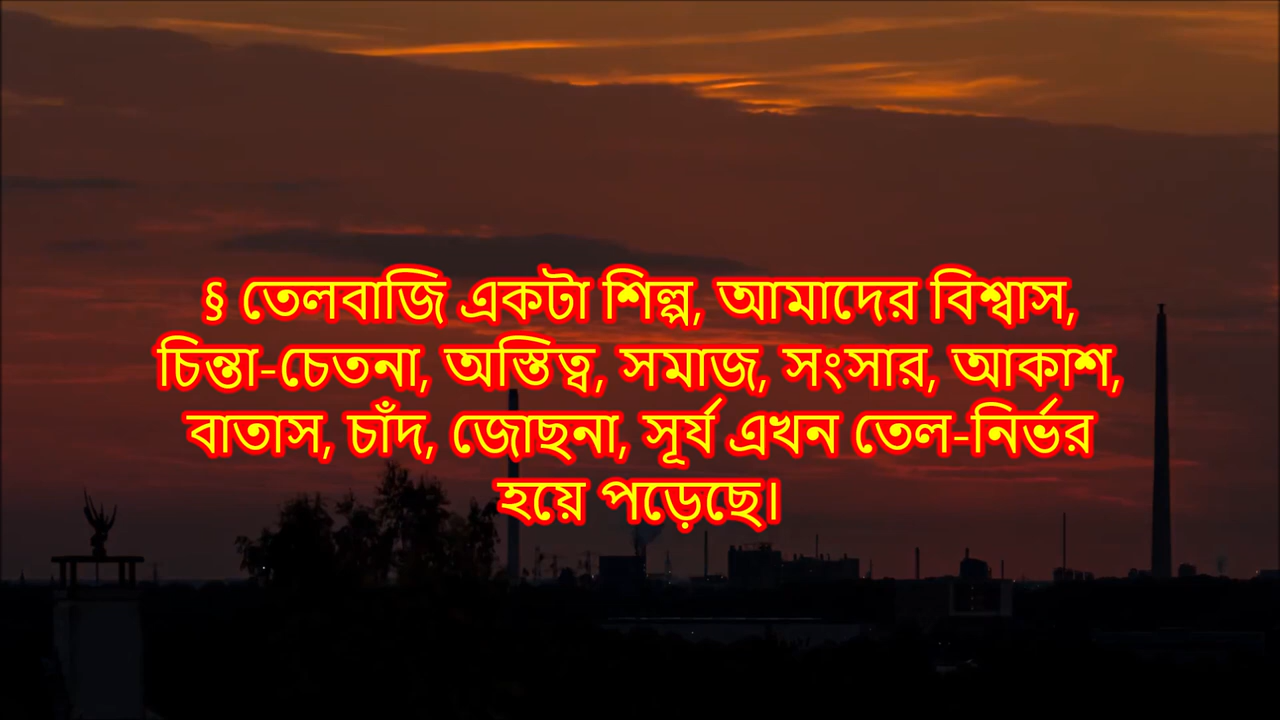 § তেলবাজি একটা শিল্প, আমাদের বিশ্বাস,
চিন্তা-চেতনা, অস্তিত্ব, সমাজ, সংসার, আকাশ,
বাতাস, চাঁদ, জোছনা, সূর্য এখন তেল-নির্ভর
হয়ে পড়েছে।